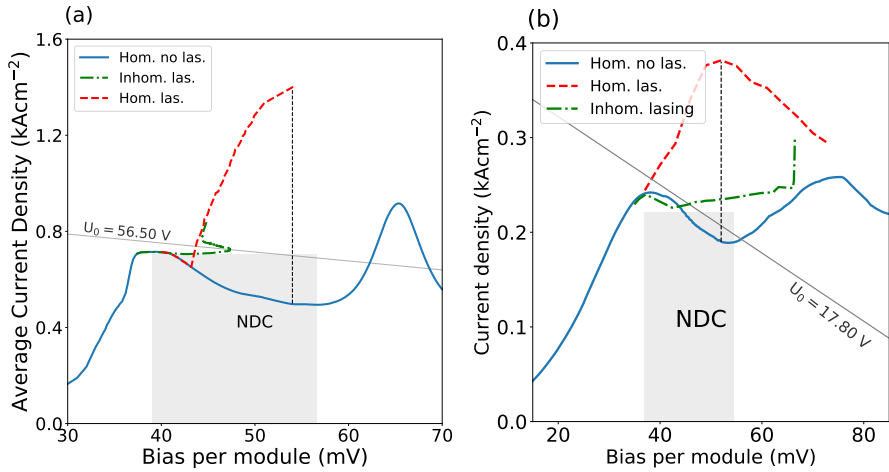 (a)
Average Current Density (kAcm⁻²)
1.6
1.2
0.8
0.4
0.0
Hom. no las.
Inhom. las.
Hom. las.
U₀ = 56.50 V
NDC
30
40
50
60
70
Bias per module (mV)
(b)
Current density (kAcm⁻²)
0.4
0.3
0.2
0.1
0.0
Hom. no las.
Hom. las.
Inhom. lasing
NDC
U₀ = 17.80 V
20
40
60
80
Bias per module (mV)